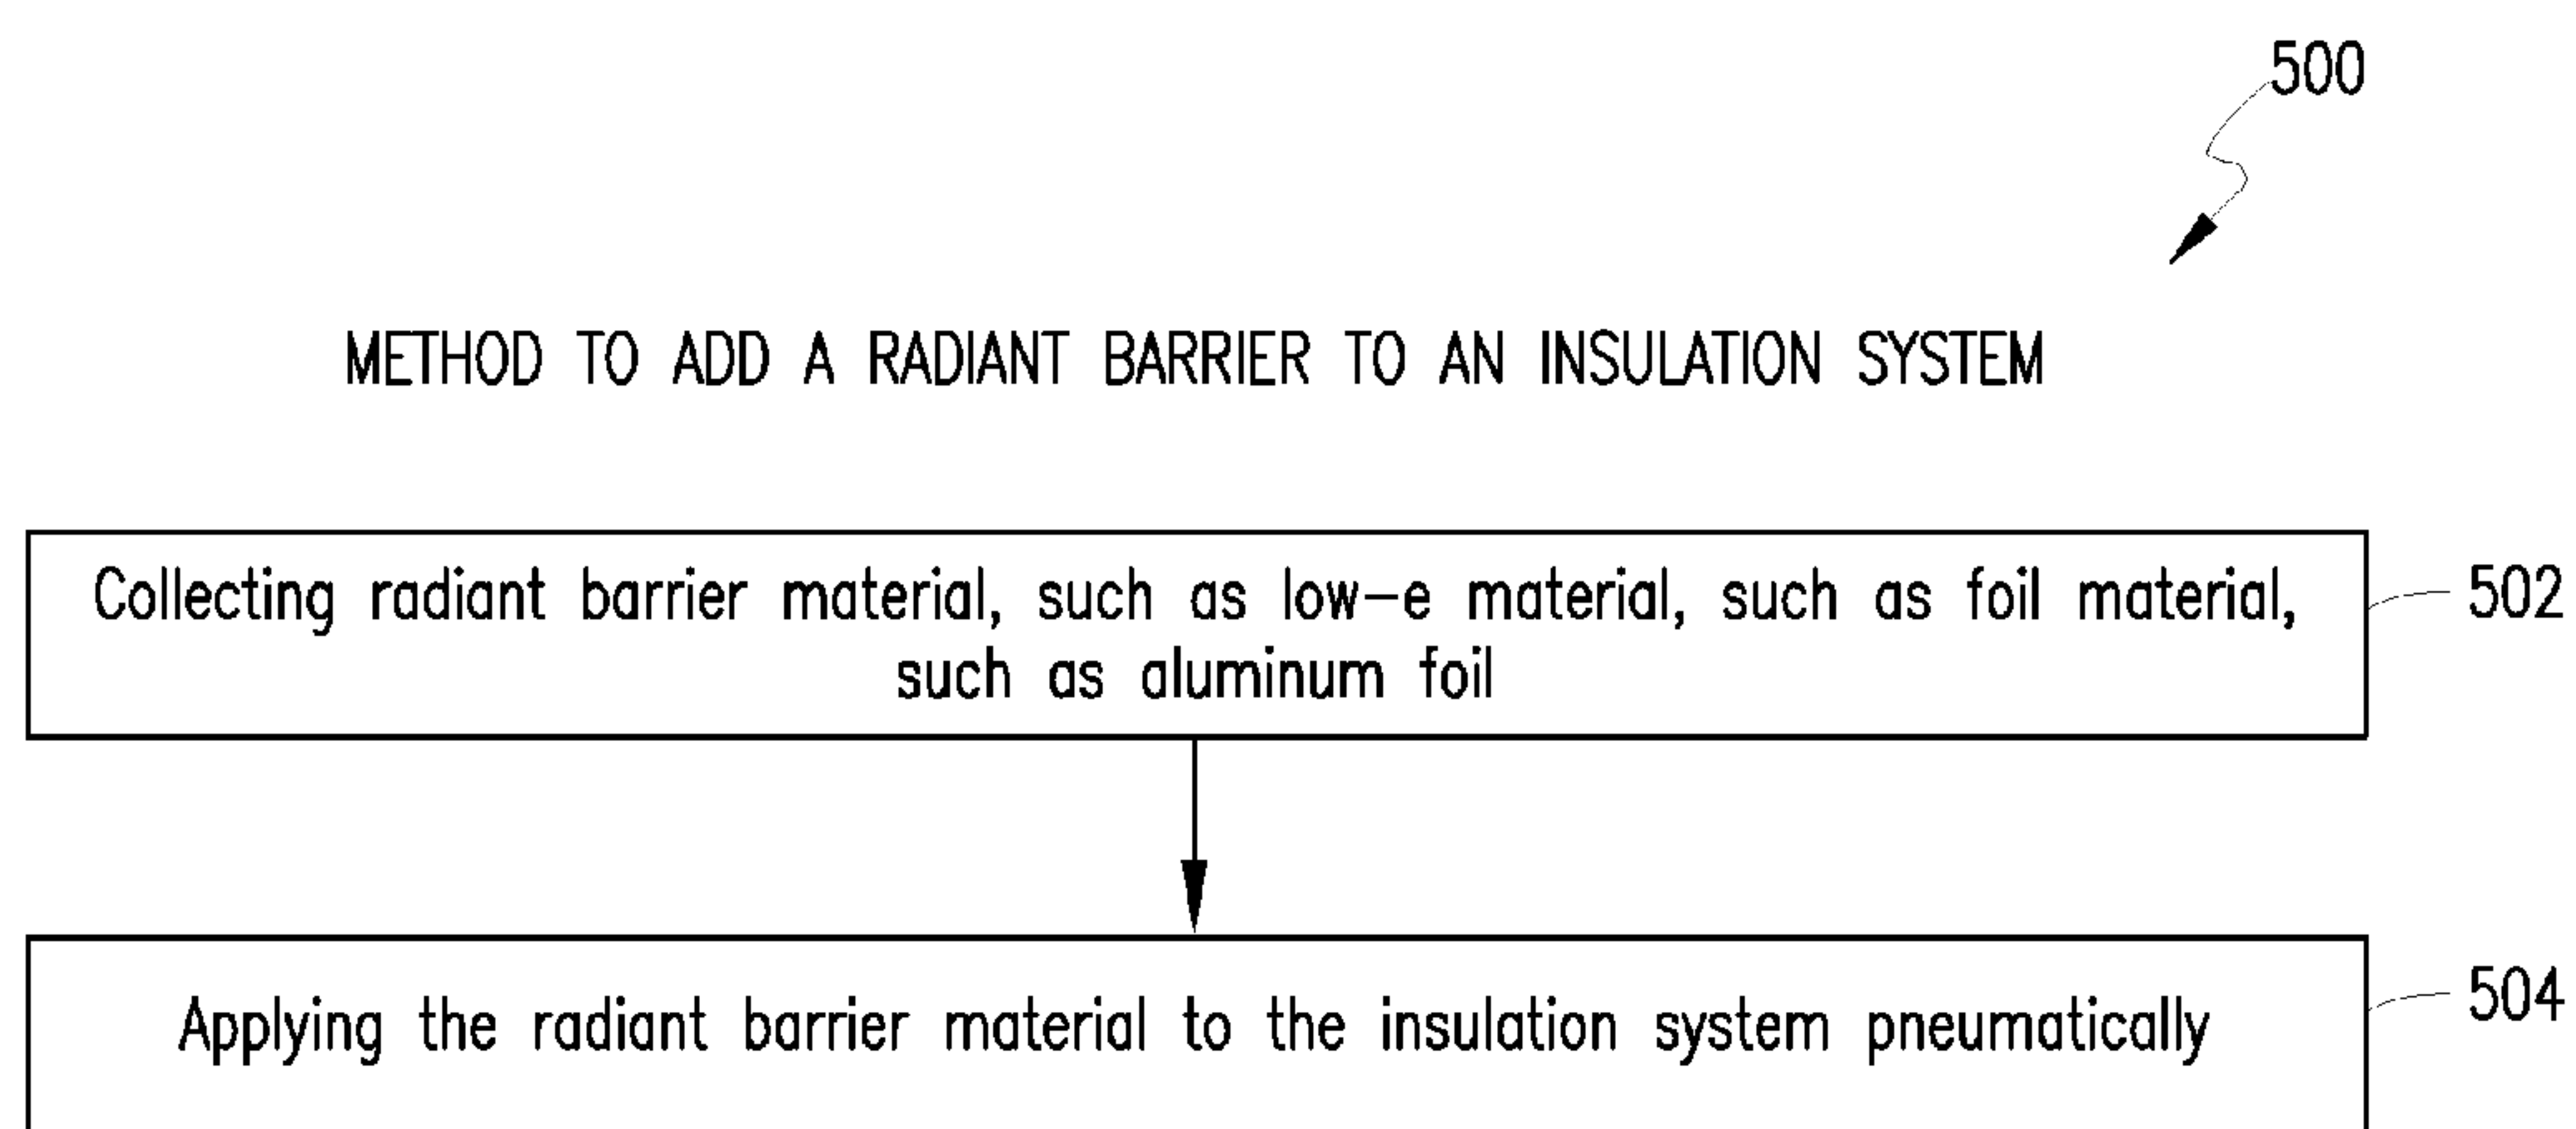 500
METHOD TO ADD A RADIANT BARRIER TO AN INSULATION SYSTEM
Collecting radiant barrier material, such as low-e material, such as foil material,
such as aluminum foil
502
Applying the radiant barrier material to the insulation system pneumatically
504